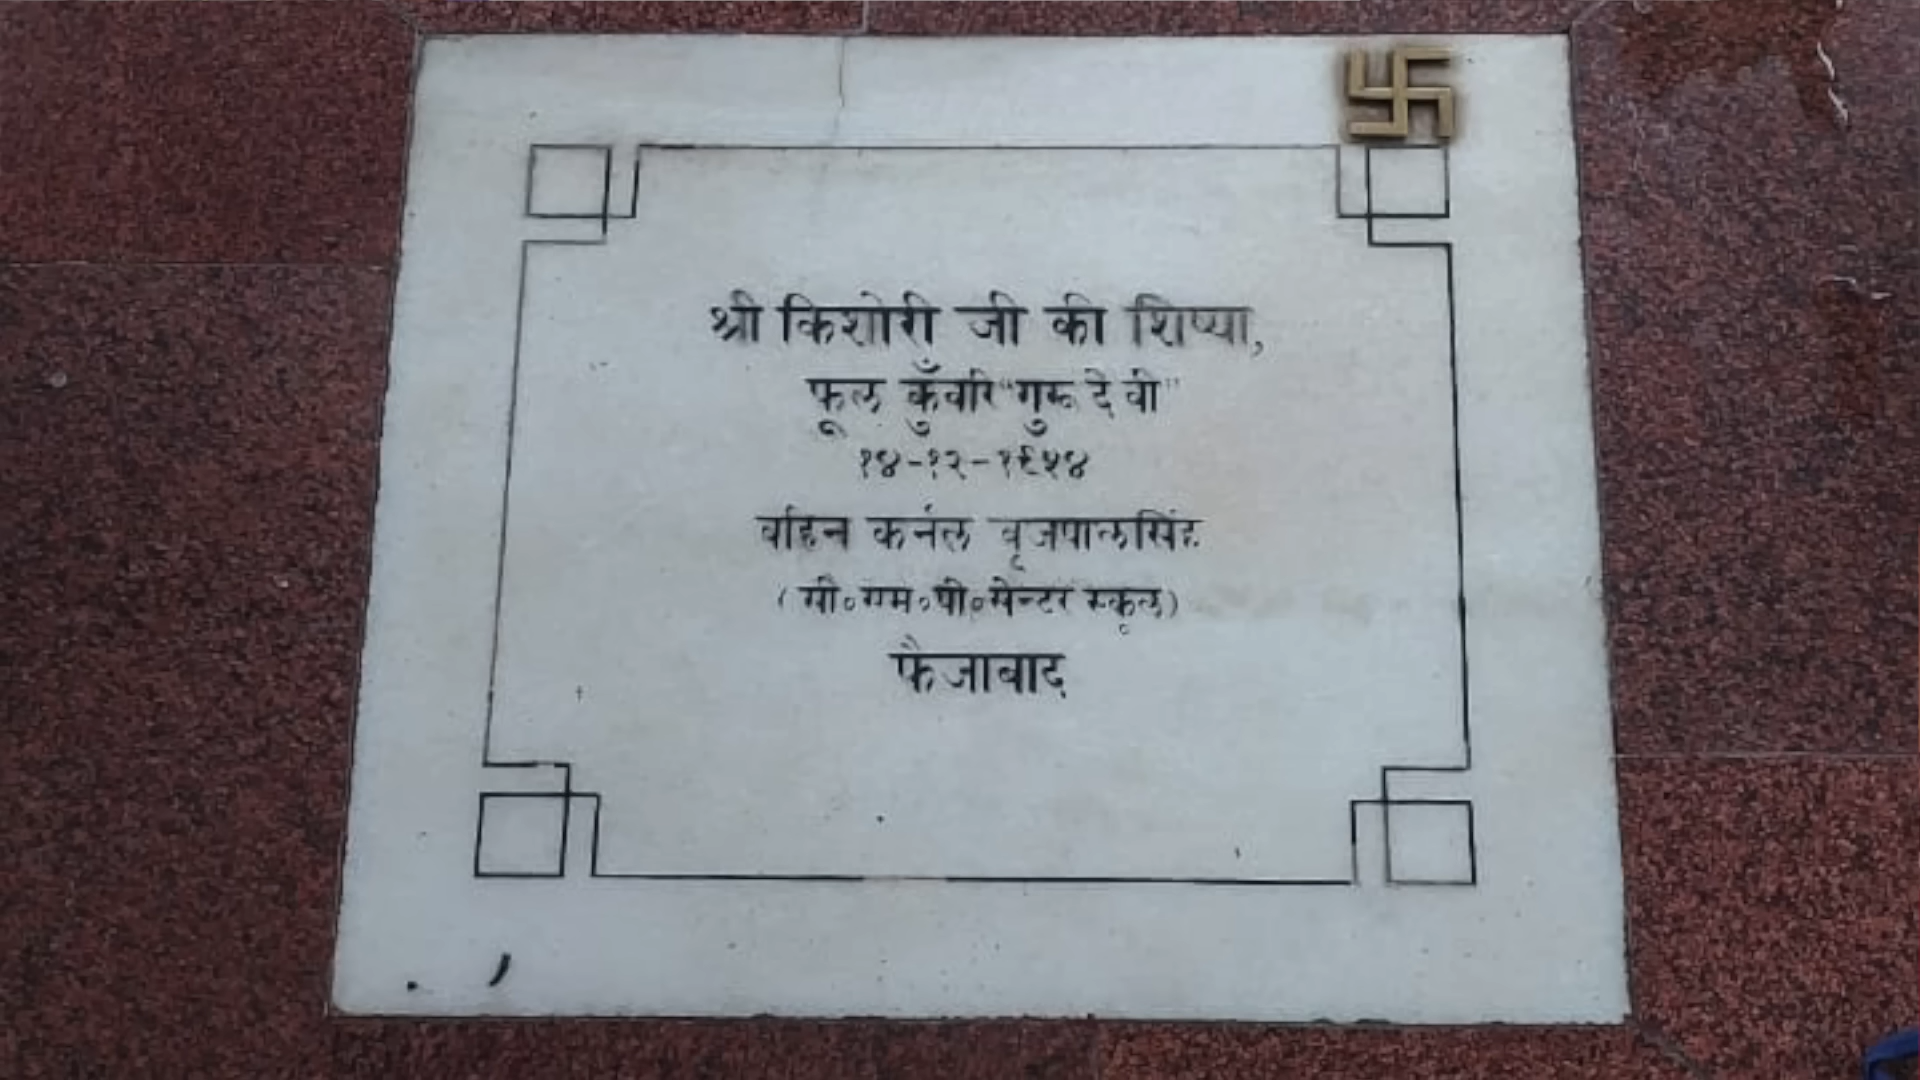 श्री किशोरी जी की शिष्या,
फूल कुँवरि "गुरू देवी"
१४-१२-१९५४
बहिन कर्नल बृजपालसिंह
(सी०एम०पी०सेन्टर स्कूल)
फैजाबाद